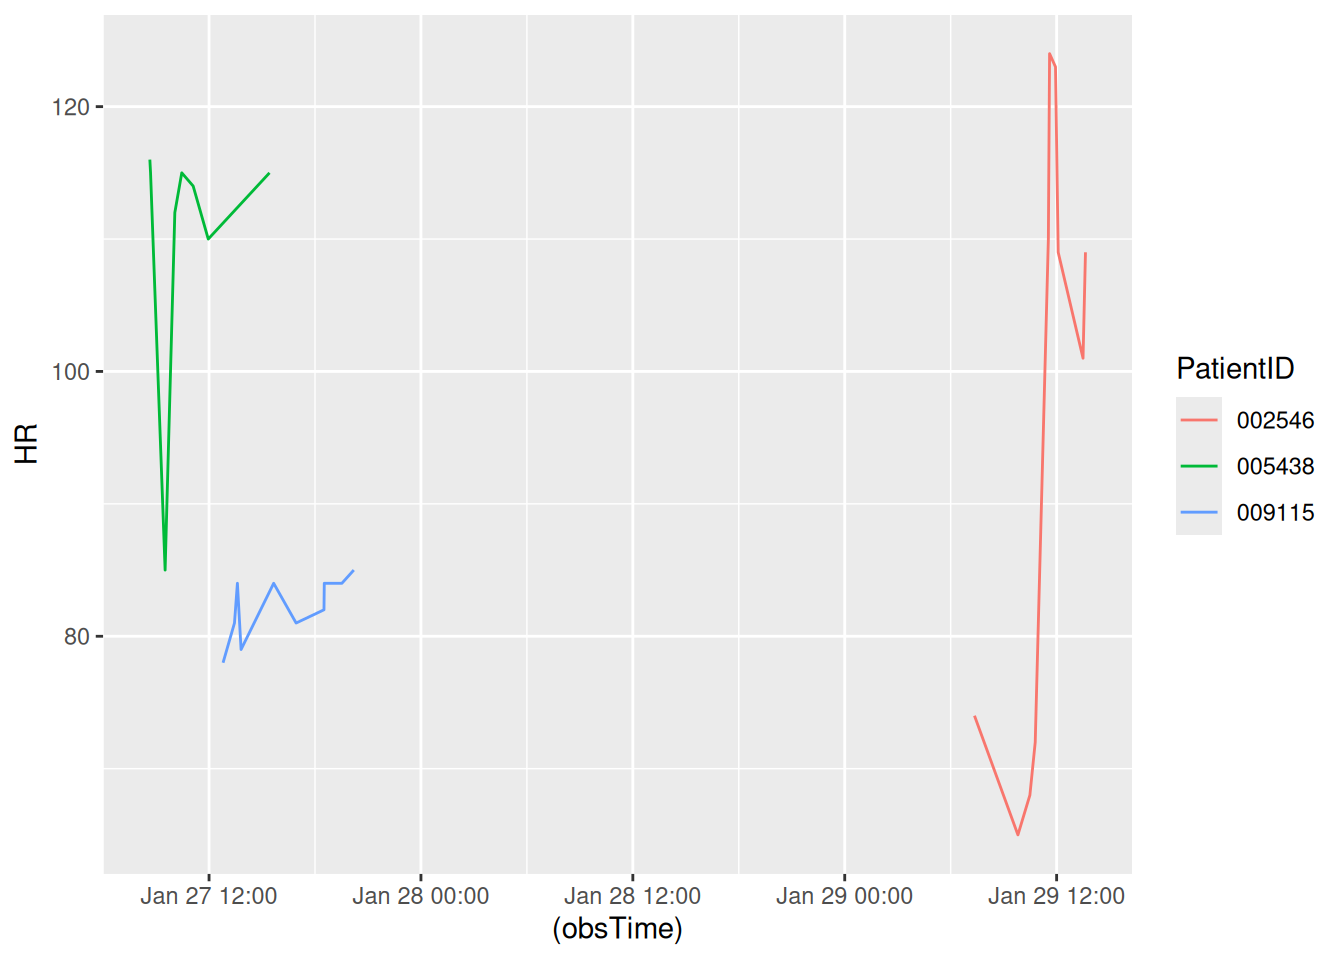 120
100
80
HR
Jan 27 12:00
Jan 28 00:00
Jan 28 12:00
Jan 29 00:00
Jan 29 12:00
(obsTime)
PatientID
002546
005438
009115